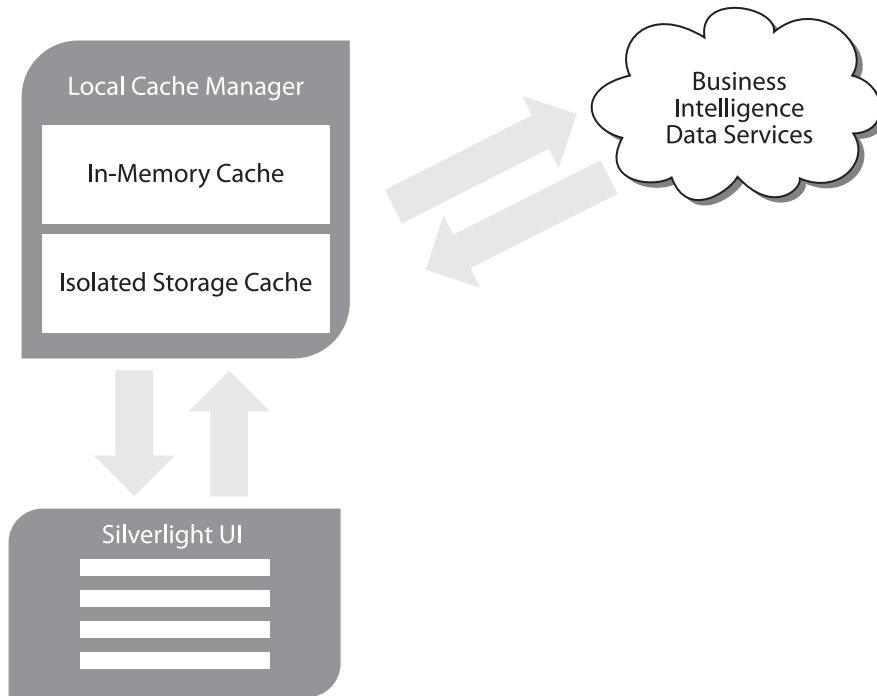 Local Cache Manager
In-Memory Cache
Isolated Storage Cache
Business
Intelligence
Data Services
Silverlight UI